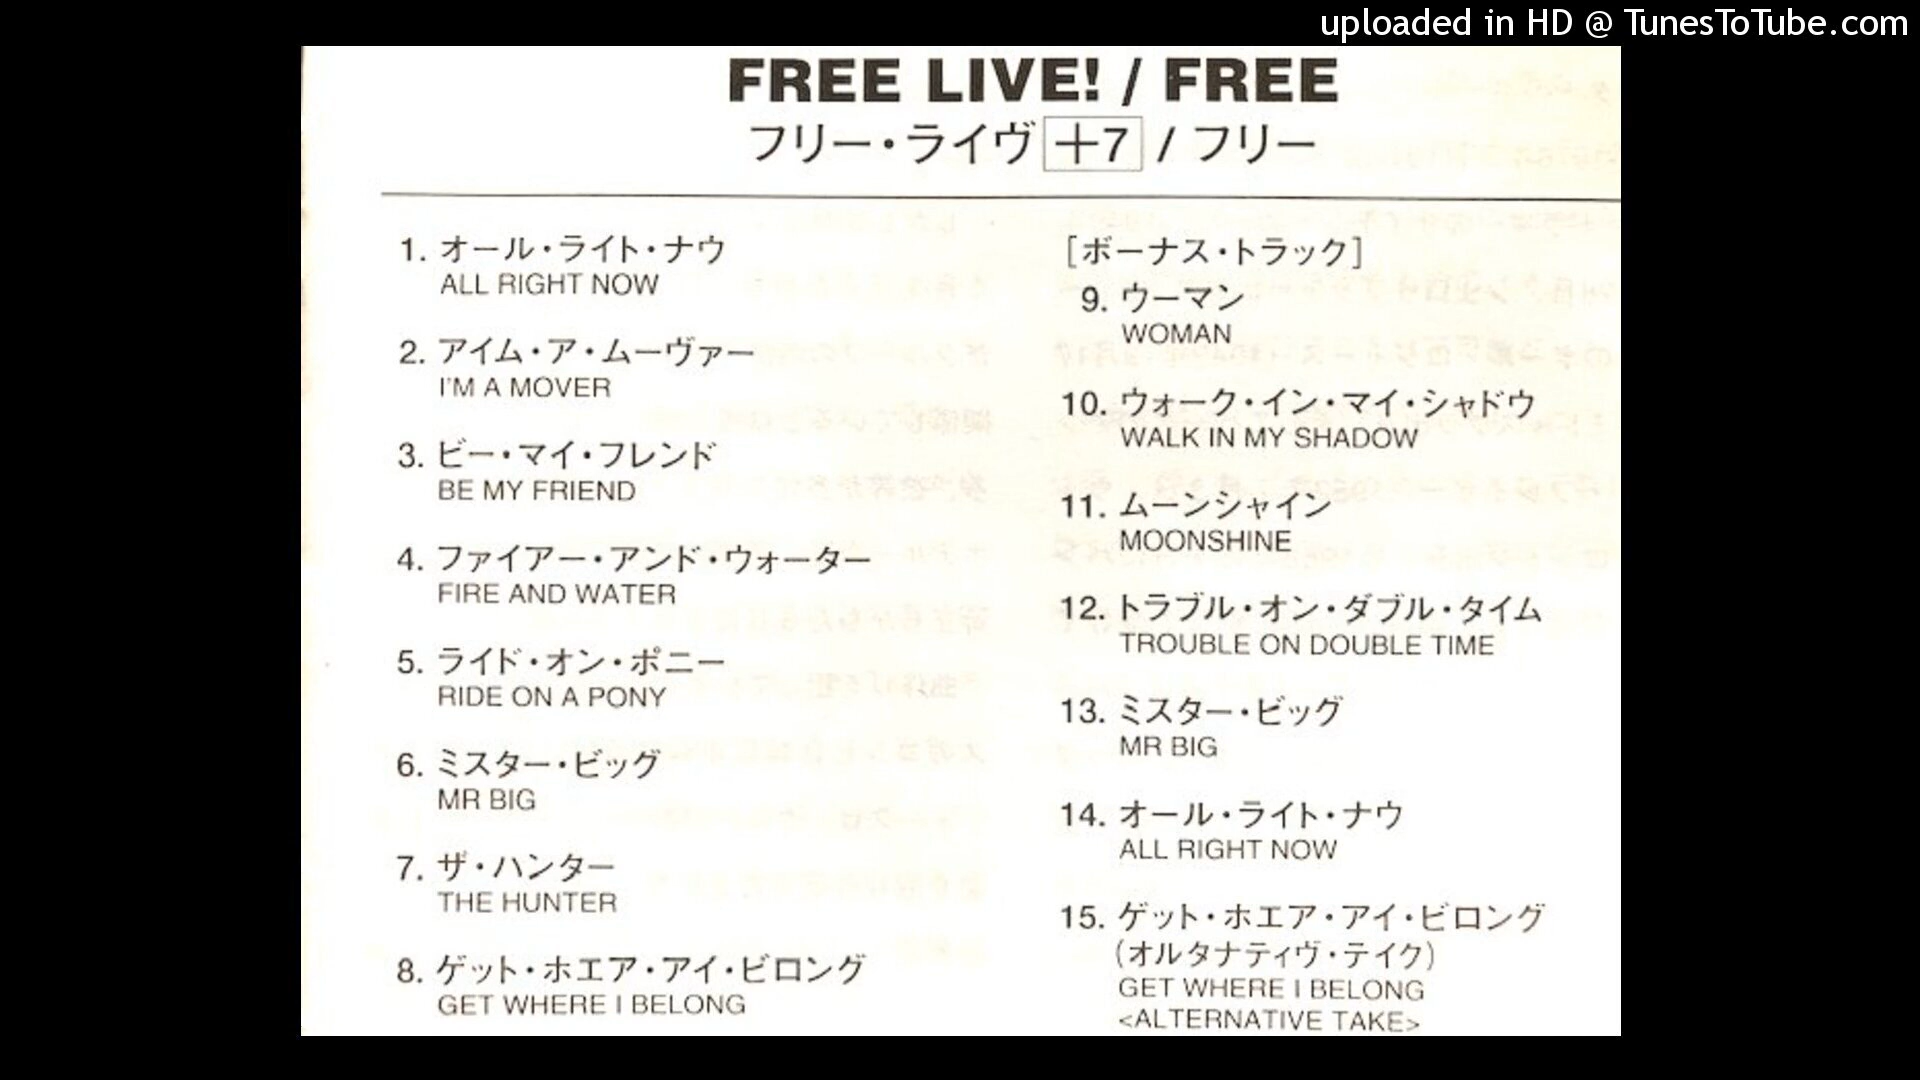 uploaded in HD @ TunesToTube.com
FREE LIVE! / FREE
フリー・ライヴ +7 / フリー
1. オール・ライト・ナウ
ALL RIGHT NOW
2. アイム・ア・ムーヴァー
I'M A MOVER
3. ビー・マイ・フレンド
BE MY FRIEND
4. ファイアー・アンド・ウォーター
FIRE AND WATER
5. ライド・オン・ポニー
RIDE ON A PONY
6. ミスター・ビッグ
MR BIG
7. ザ・ハンター
THE HUNTER
8. ゲット・ホエア・アイ・ビロング
GET WHERE I BELONG
[ボーナス・トラック]
9. ウーマン
WOMAN
10. ウォーク・イン・マイ・シャドウ
WALK IN MY SHADOW
11. ムーンシャイン
MOONSHINE
12. トラブル・オン・ダブル・タイム
TROUBLE ON DOUBLE TIME
13. ミスター・ビッグ
MR BIG
14. オール・ライト・ナウ
ALL RIGHT NOW
15. ゲット・ホエア・アイ・ビロング
(オルタナティヴ・テイク)
GET WHERE I BELONG
<ALTERNATIVE TAKE>